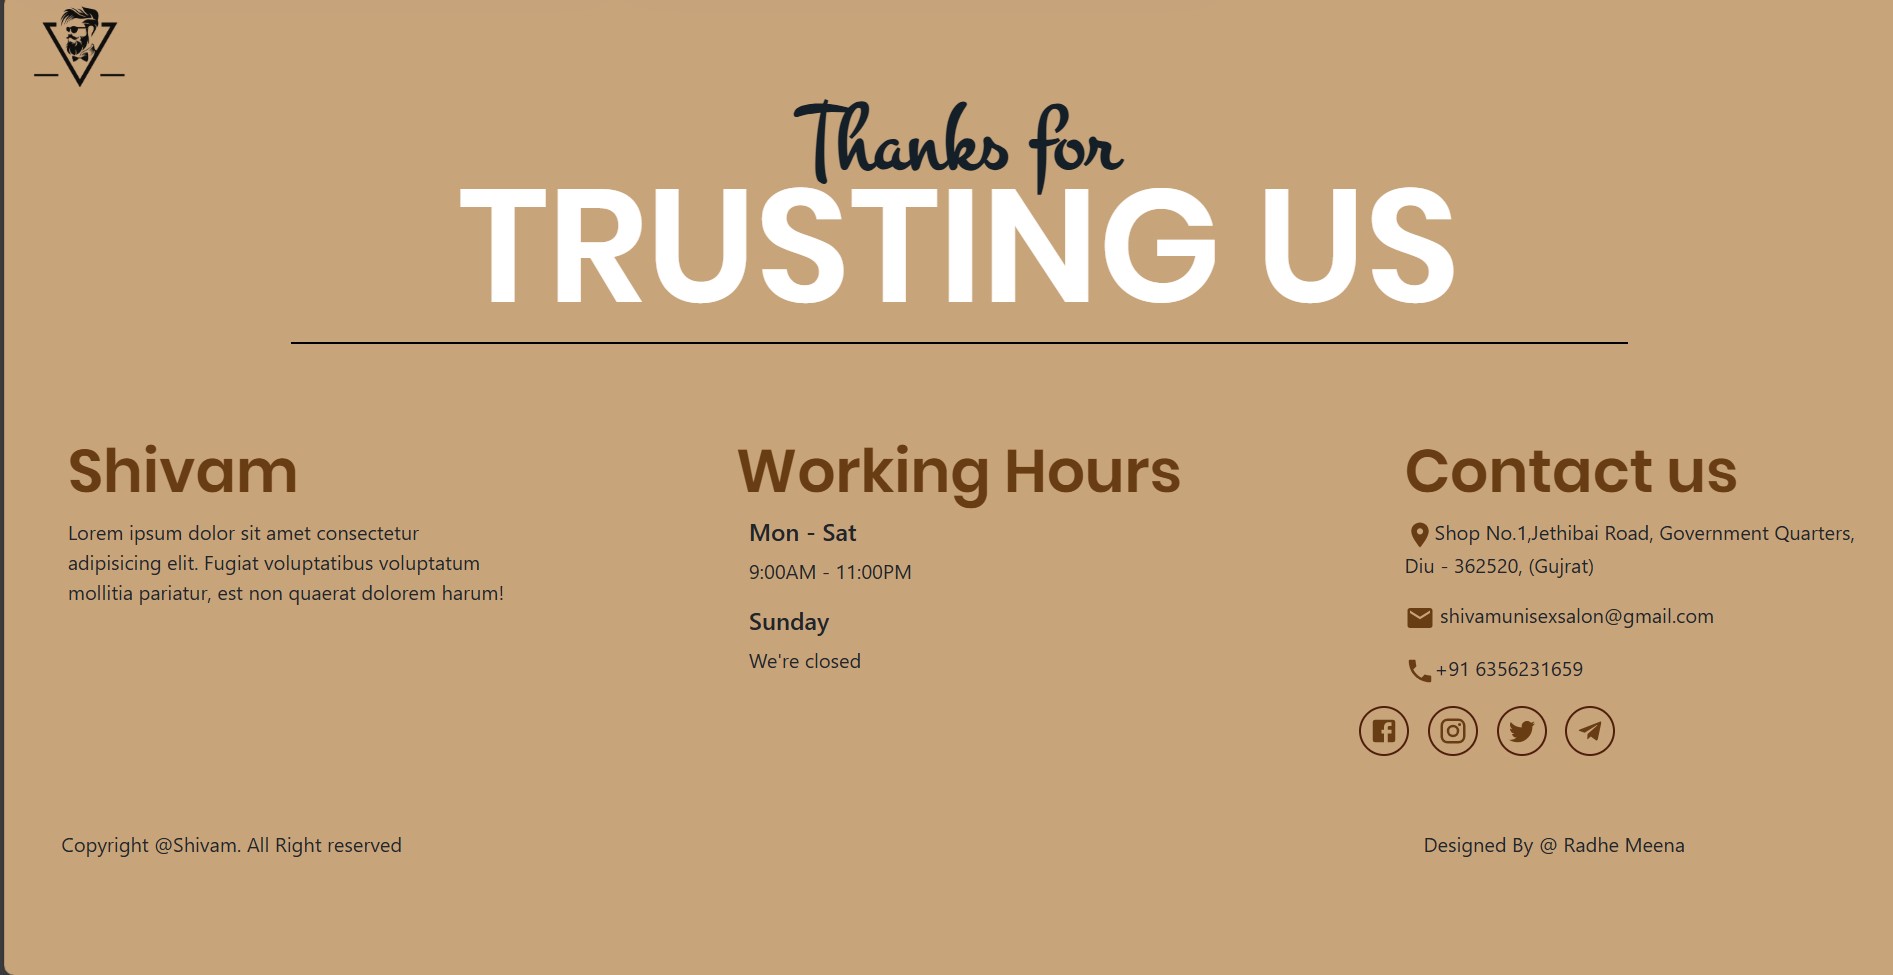 Thanks for
TRUSTING US
Shivam
Lorem ipsum dolor sit amet consectetur
adipisicing elit. Fugiat voluptatibus voluptatum
mollitia pariatur, est non quaerat dolorem harum!
Working Hours
Mon - Sat
9:00AM - 11:00PM
Sunday
We're closed
Contact us
Shop No.1,Jethibai Road, Government Quarters,
Diu - 362520, (Gujrat)
shivamunisexsalon@gmail.com
+91 6356231659
Copyright @Shivam. All Right reserved
Designed By @ Radhe Meena